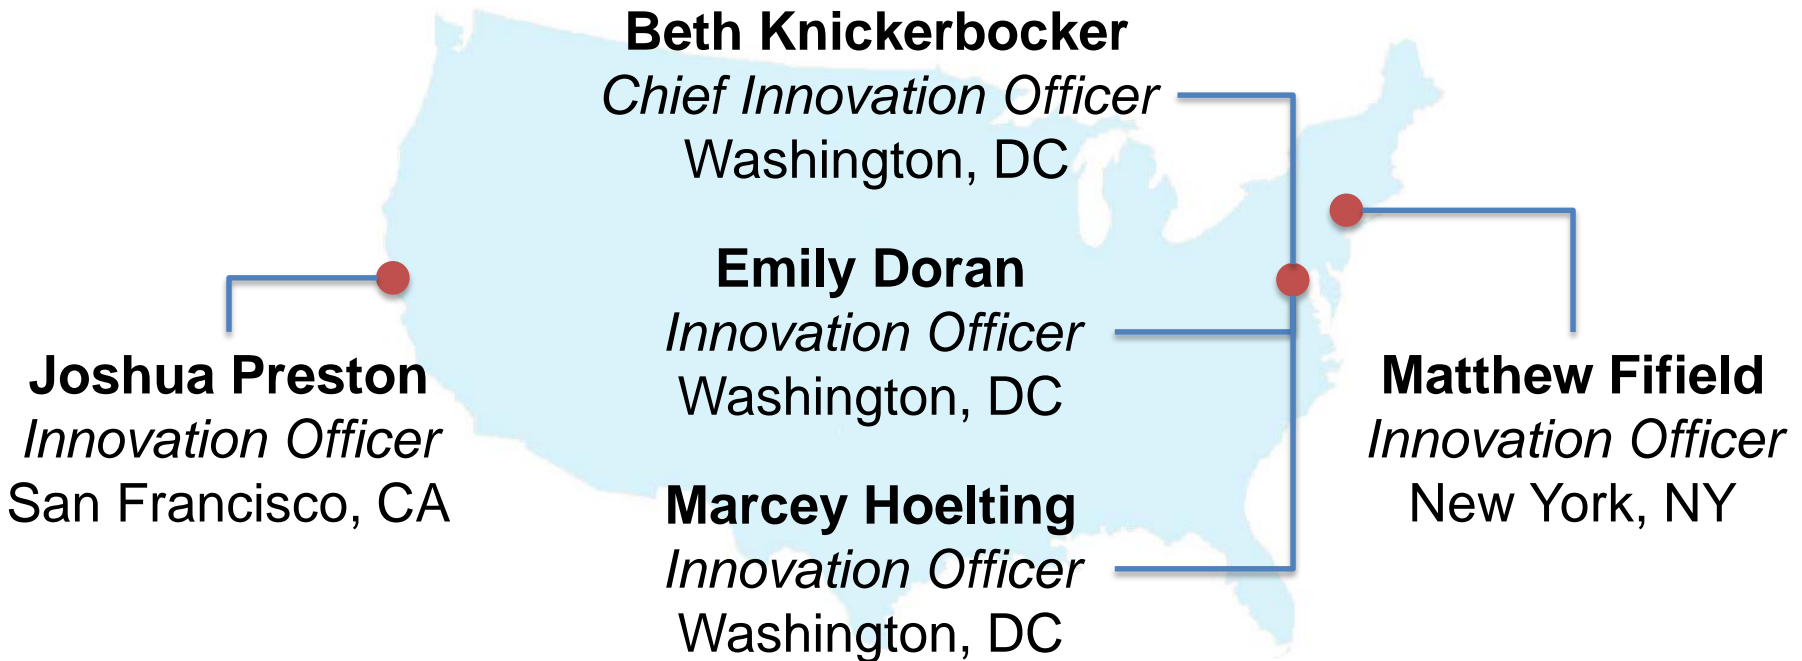 Beth Knickerbocker
Chief Innovation Officer
Washington, DC
Emily Doran
Innovation Officer
Washington, DC
Joshua Preston
Innovation Officer
San Francisco, CA
Matthew Fifield
Innovation Officer
New York, NY
Marcey Hoelting
Innovation Officer
Washington, DC